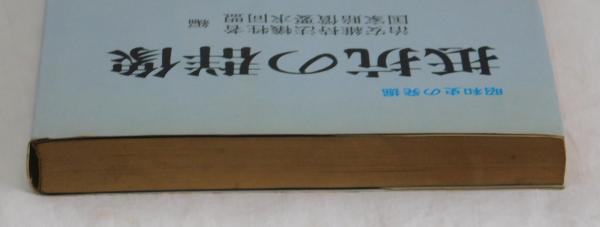 昭和史の発掘
抵抗の群像
治安維持法犠牲者
国家賠償要求同盟 編